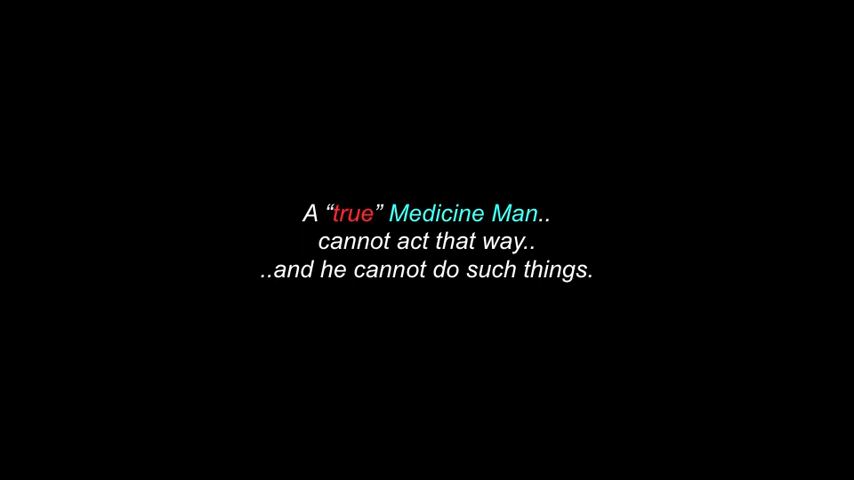 A “true” Medicine Man..
cannot act that way..
..and he cannot do such things.